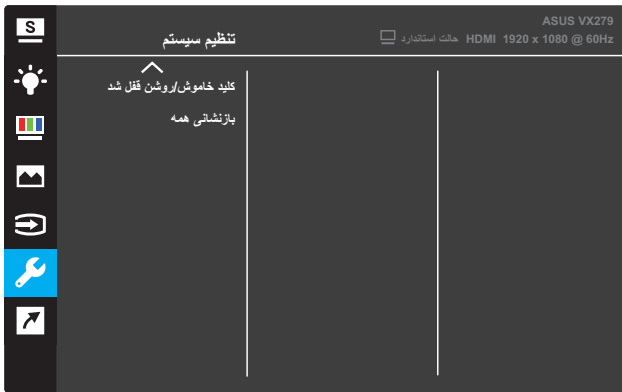 S
ASUS VX279
تنظیم سیستم
حالت استاندارد HDMI 1920 x 1080 @ 60Hz
کلید خاموش/روشن قفل شد
بازنشانی همه